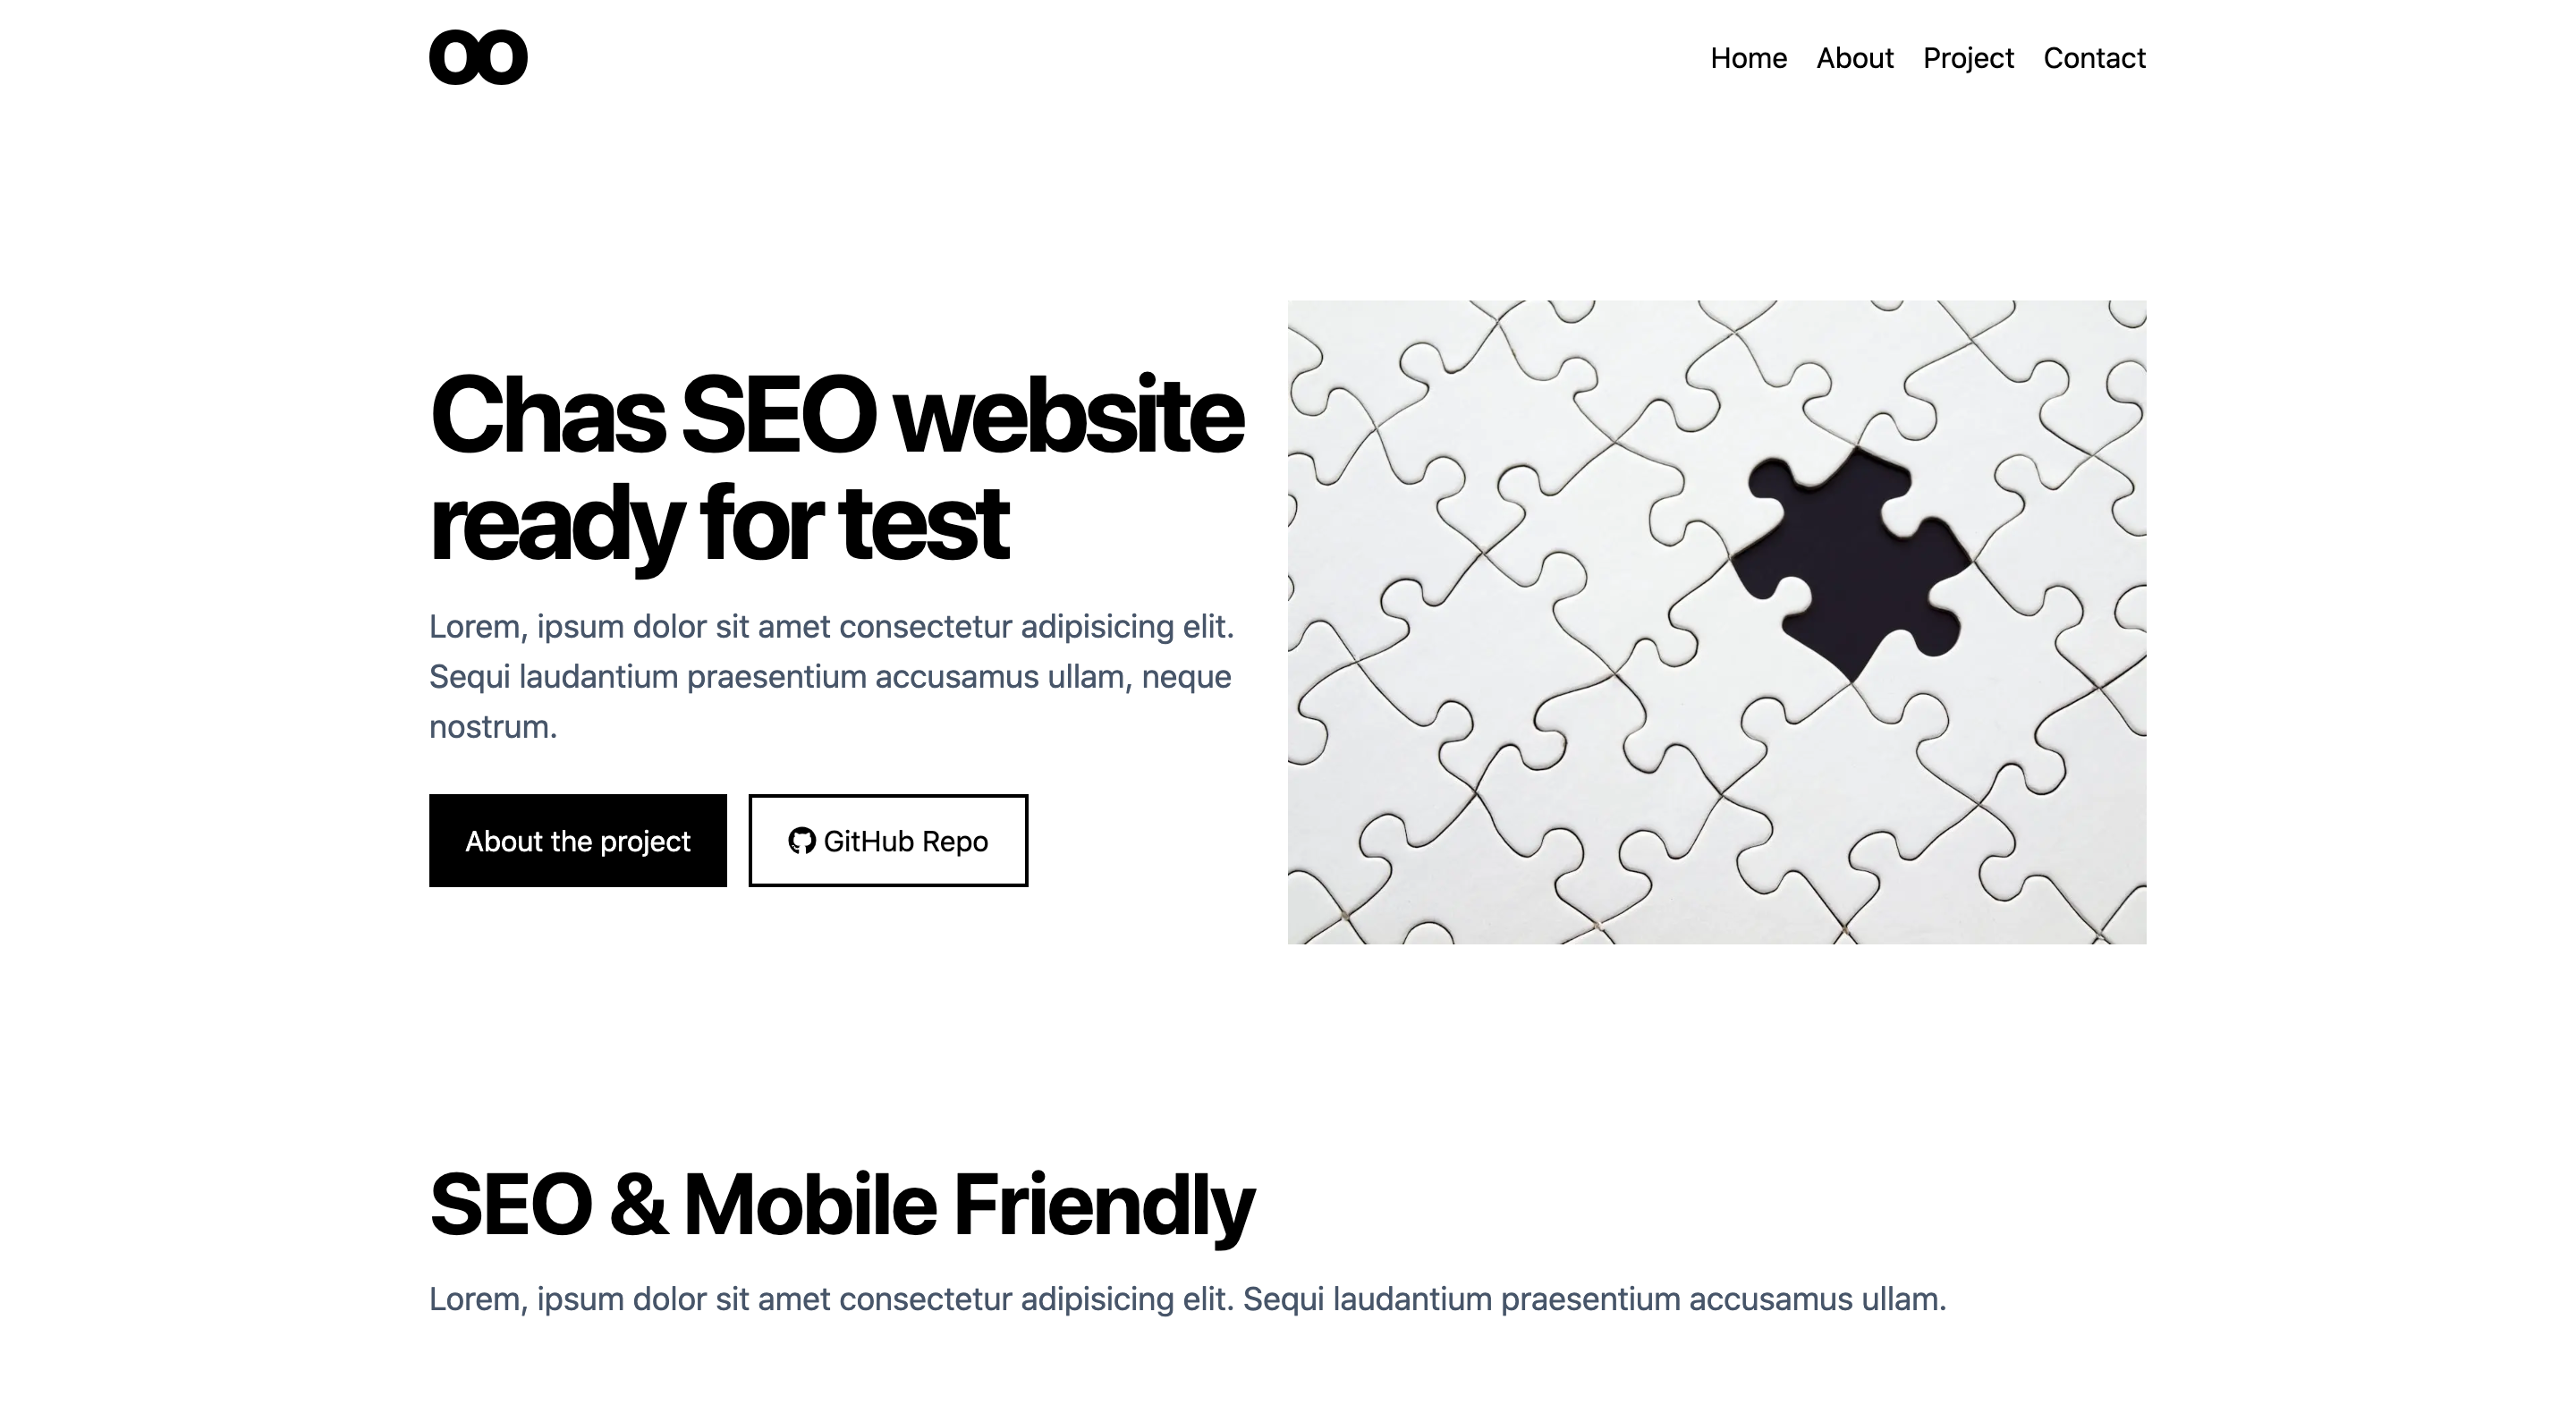 oo
Home About Project Contact
Chas SEO website
ready for test
Lorem, ipsum dolor sit amet consectetur adipisicing elit.
Sequi laudantium praesentium accusamus ullam, neque
nostrum.
About the project
GitHub Repo
SEO & Mobile Friendly
Lorem, ipsum dolor sit amet consectetur adipisicing elit. Sequi laudantium praesentium accusamus ullam.